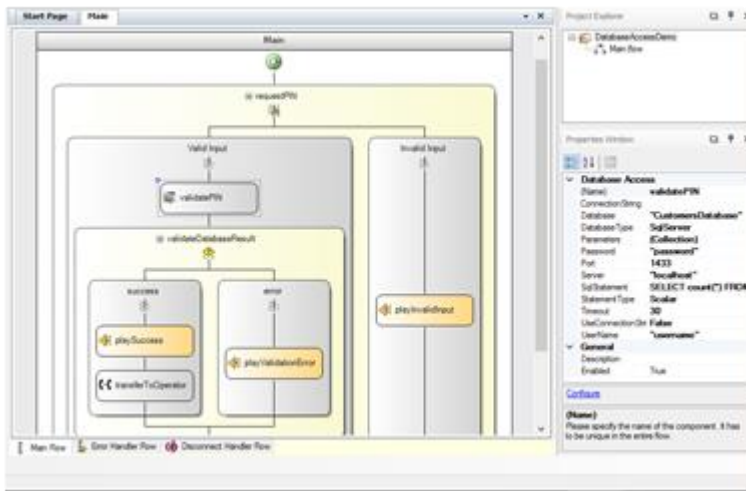 Start Page Main
Main
requestPIN
Valid Input
Invalid Input
validatePIN
validateDatabaseResult
success
error
playSuccess
playValidationError
playInvalidInput
transferToOperator
Main Flow Error Handler Flow Disconnect Handler Flow
Project Explorer
DatabaseAccessDemo
Main.flow
Properties Window
Database Access
(Name) validatePIN
ConnectionString
Database "CustomersDatabase"
DatabaseType SqlServer
Parameters (Collection)
Password "password"
Port 1433
Server "localhost"
SqlStatement SELECT count(*) FROM
StatementType Scalar
Timeout 30
UseConnectionStr False
UserName "username"
General
Description
Enabled True
Configure
(Name)
Please specify the name of the component. It has
to be unique in the entire flow.